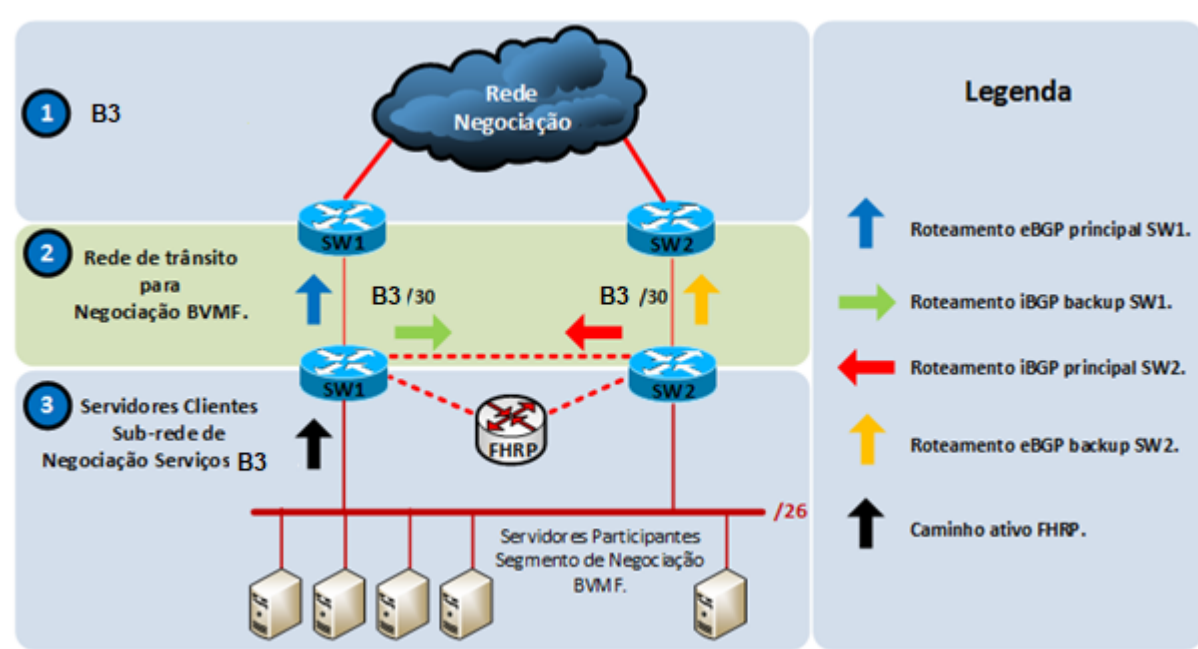 1
B3
Rede
Negociação
SW1
SW2
2
Rede de trânsito
para
Negociação BVMF.
B3 /30
B3 /30
SW1
SW2
3
Servidores Clientes
Sub-rede de
Negociação Serviços B3
FHRP
/26
Servidores Participantes
Segmento de Negociação
BVMF.
Legenda
Roteamento eBGP principal SW1.
Roteamento iBGP backup SW1.
Roteamento iBGP principal SW2.
Roteamento eBGP backup SW2.
Caminho ativo FHRP.